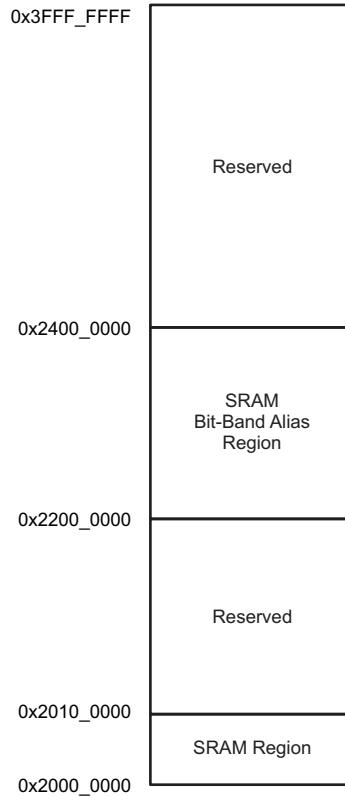 0x3FFF_FFFF
Reserved
0x2400_0000
SRAM
Bit-Band Alias
Region
0x2200_0000
Reserved
0x2010_0000
SRAM Region
0x2000_0000